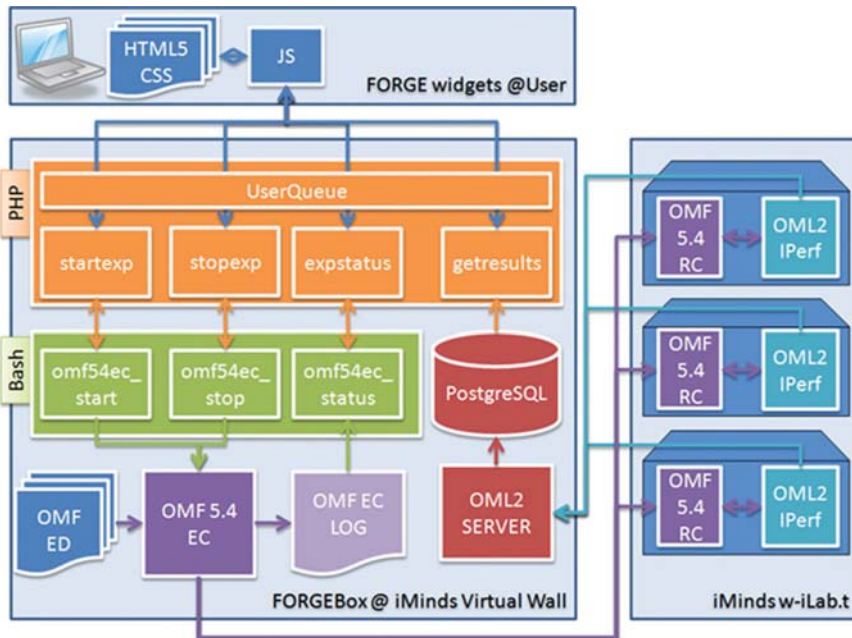 HTML5
CSS
JS
FORGE widgets @User
PHP
UserQueue
startexp
stopexp
expstatus
getresults
Bash
omf54ec_
start
omf54ec_
stop
omf54ec_
status
PostgreSQL
OMF
ED
OMF 5.4
EC
OMF EC
LOG
OML2
SERVER
FORGEBox @ iMinds Virtual Wall
OMF
5.4
RC
OML2
IPerf
OMF
5.4
RC
OML2
IPerf
OMF
5.4
RC
OML2
IPerf
iMinds w-iLab.t